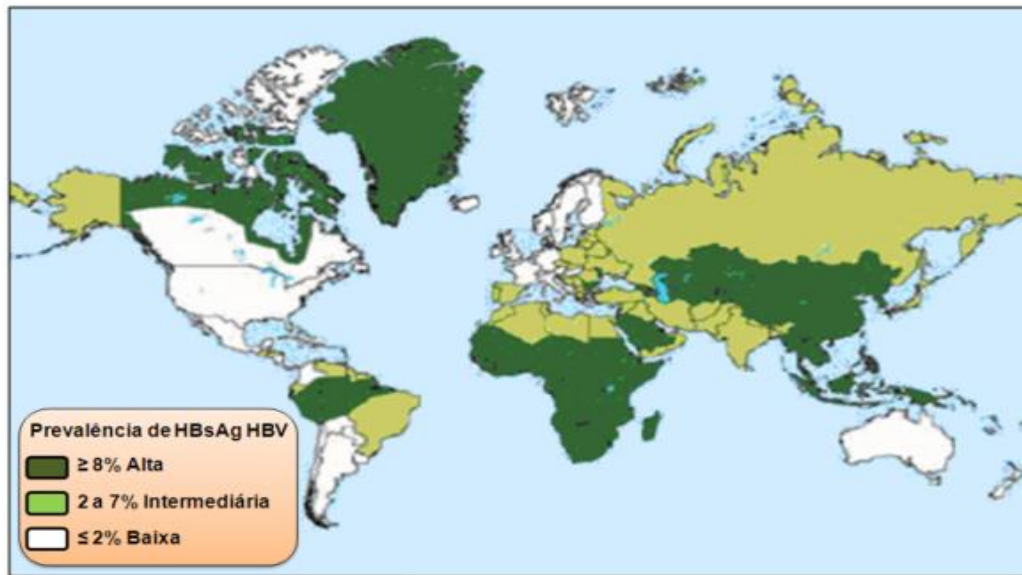 Prevalência de HBsAg HBV
≥ 8% Alta
2 a 7% Intermediária
≤ 2% Baixa